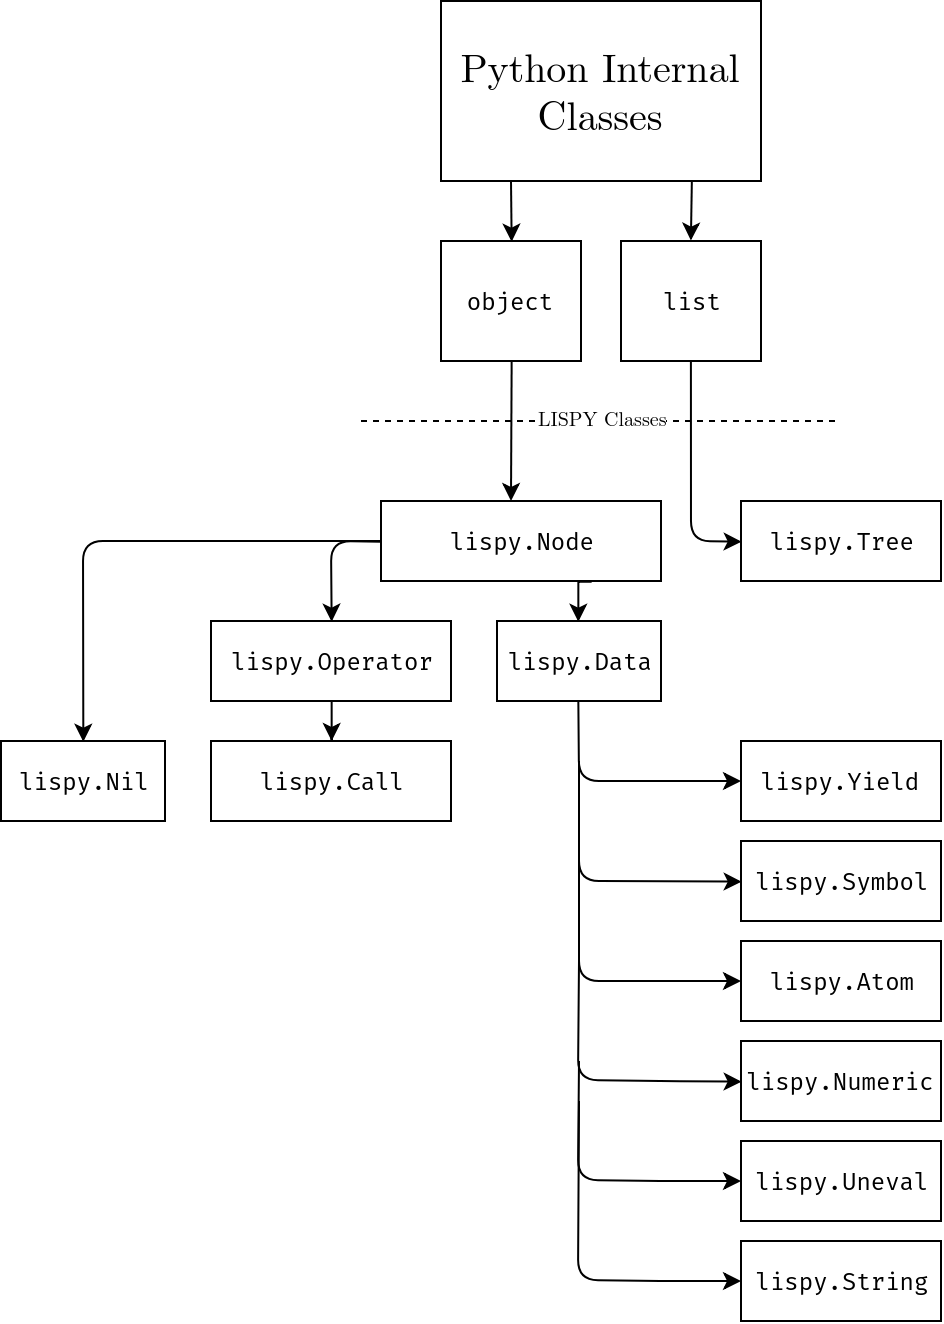 Python Internal
Classes
object
list
LISPY Classes
lispy.Node
lispy.Tree
lispy.Operator
lispy.Data
lispy.Nil
lispy.Call
lispy.Yield
lispy.Symbol
lispy.Atom
lispy.Numeric
lispy.Uneval
lispy.String